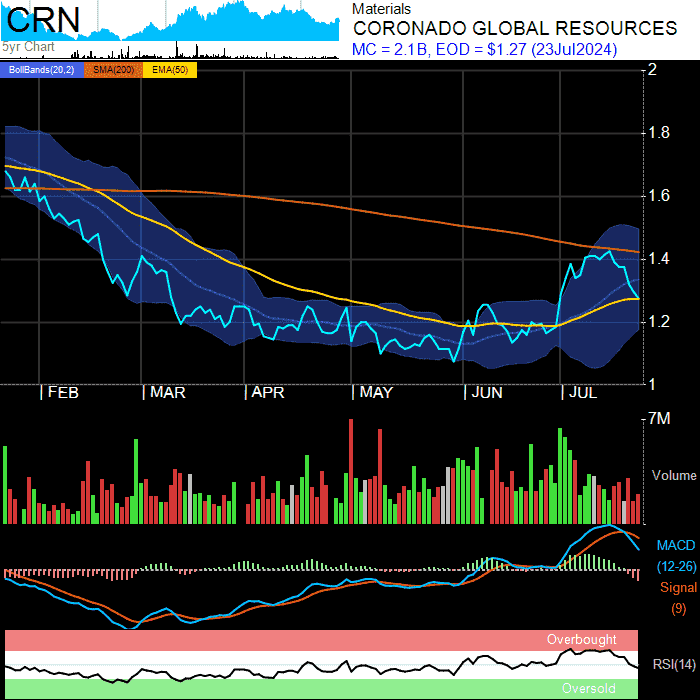 CRN
5yr Chart
Materials
CORONADO GLOBAL RESOURCES
MC = 2.1B, EOD = $1.27 (23Jul2024)
BollBands(20,2) SMA(200) EMA(50)
2
1.8
1.6
1.4
1.2
1
FEB MAR APR MAY JUN JUL
7M
Volume
MACD
(12-26)
Signal
(9)
Overbought
RSI(14)
Oversold